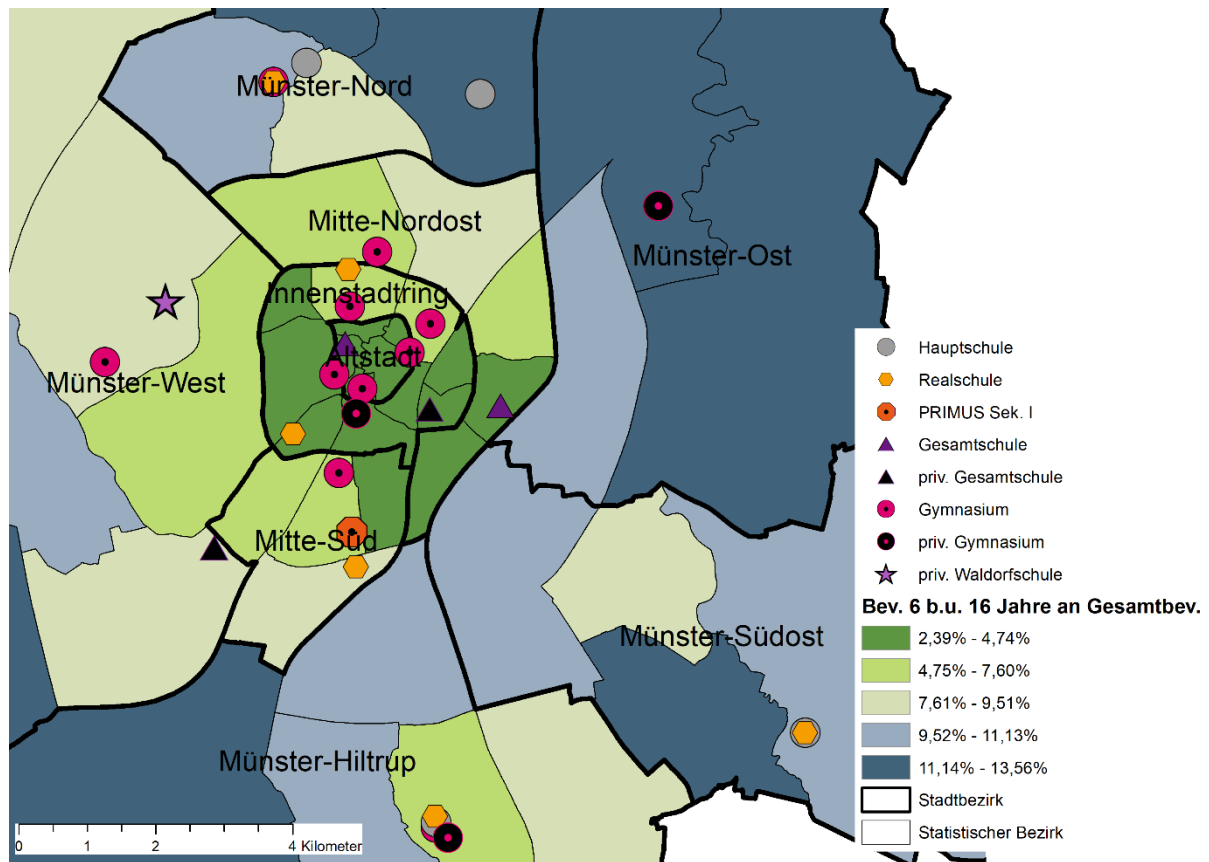 Münster-Nord
Mitte-Nordost
Münster-Ost
Innenstadtring
Altstadt
Münster-West
Mitte-Süd
Münster-Südost
Münster-Hiltrup
0 2 4 Kilometer
Hauptschule
Realschule
PRIMUS Sek. I
Gesamtschule
priv. Gesamtschule
Gymnasium
priv. Gymnasium
priv. Waldorfschule
Bev. 6 b.u. 16 Jahre an Gesamtbev.
2,39% - 4,74%
4,75% - 7,60%
7,61% - 9,51%
9,52% - 11,13%
11,14% - 13,56%
Stadtbezirk
Statistischer Bezirk